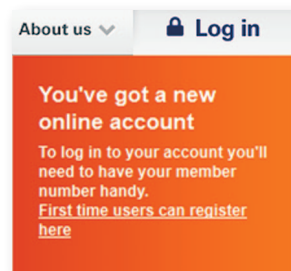 About us
Log in
You've got a new
online account
To log in to your account you'll
need to have your member
number handy.
First time users can register
here